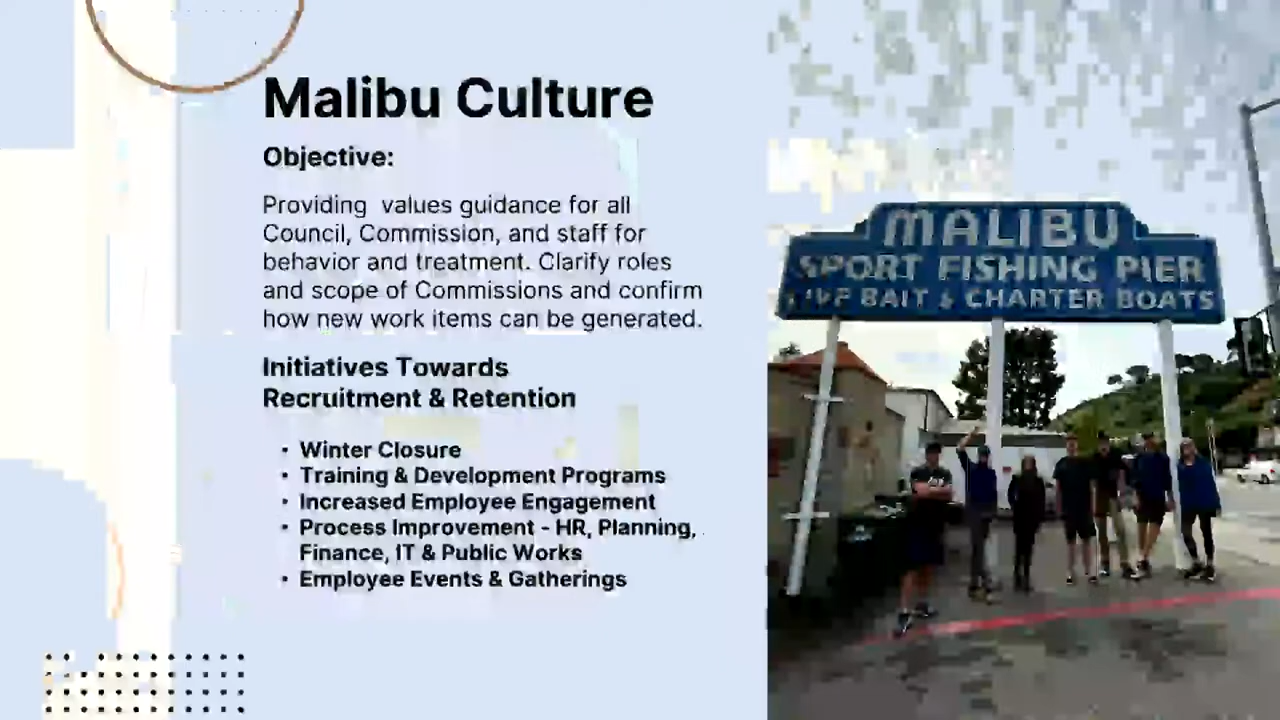 Malibu Culture
Objective:
Providing values guidance for all
Council, Commission, and staff for
behavior and treatment. Clarify roles
and scope of Commissions and confirm
how new work items can be generated.
Initiatives Towards
Recruitment & Retention
• Winter Closure
• Training & Development Programs
• Increased Employee Engagement
• Process Improvement - HR, Planning,
Finance, IT & Public Works
• Employee Events & Gatherings
MALIBU
SPORT FISHING PIER
LIVE BAIT & CHARTER BOATS